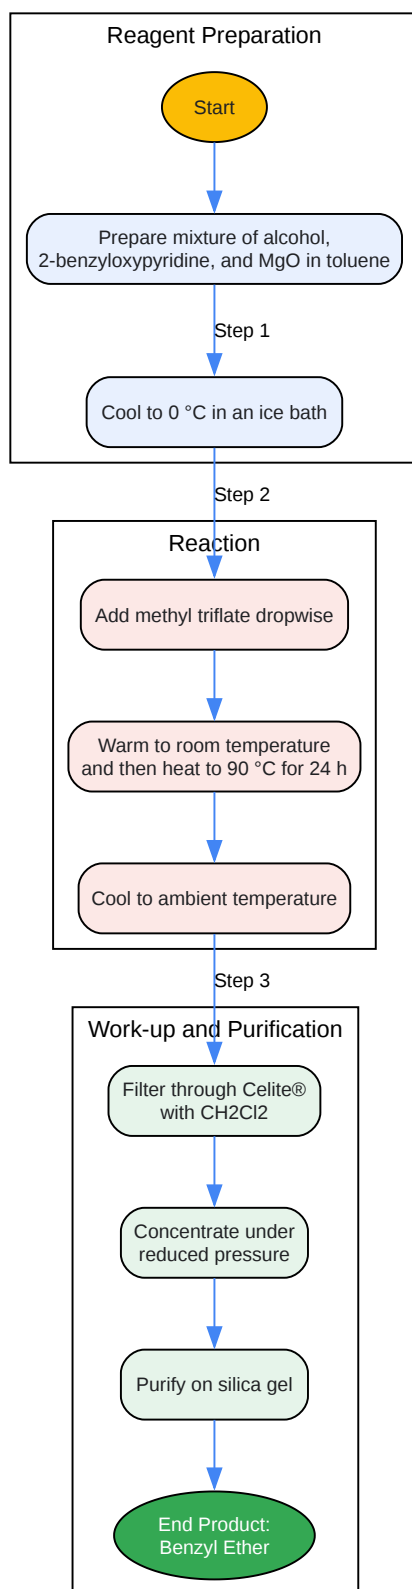 Reagent Preparation
Start
Prepare mixture of alcohol,
2-benzyloxypyridine, and MgO in toluene
Step 1
Cool to 0 °C in an ice bath
Step 2
Reaction
Add methyl triflate dropwise
Warm to room temperature
and then heat to 90 °C for 24 h
Cool to ambient temperature
Step 3
Work-up and Purification
Filter through Celite®
with CH2Cl2
Concentrate under
reduced pressure
Purify on silica gel
End Product:
Benzyl Ether